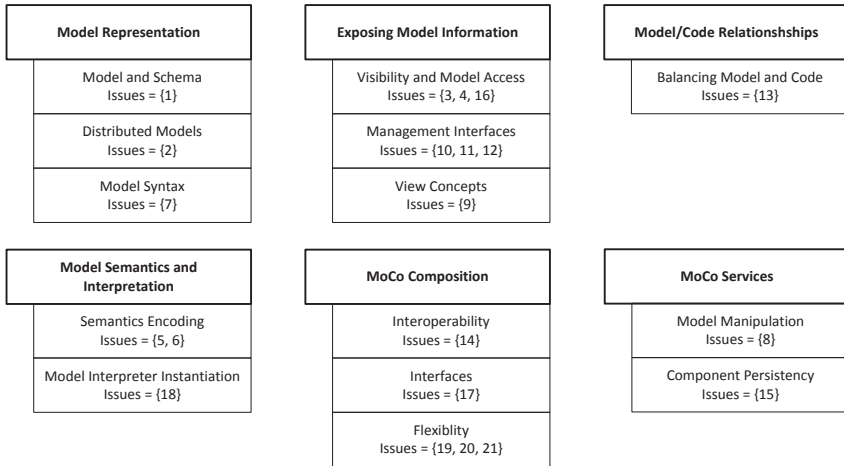 Model Representation
Model and Schema
Issues = {1}
Distributed Models
Issues = {2}
Model Syntax
Issues = {7}
Exposing Model Information
Visibility and Model Access
Issues = {3, 4, 16}
Management Interfaces
Issues = {10, 11, 12}
View Concepts
Issues = {9}
Model/Code Relationshships
Balancing Model and Code
Issues = {13}
Model Semantics and
Interpretation
Semantics Encoding
Issues = {5, 6}
Model Interpreter Instantiation
Issues = {18}
MoCo Composition
Interoperability
Issues = {14}
Interfaces
Issues = {17}
Flexiblity
Issues = {19, 20, 21}
MoCo Services
Model Manipulation
Issues = {8}
Component Persistency
Issues = {15}